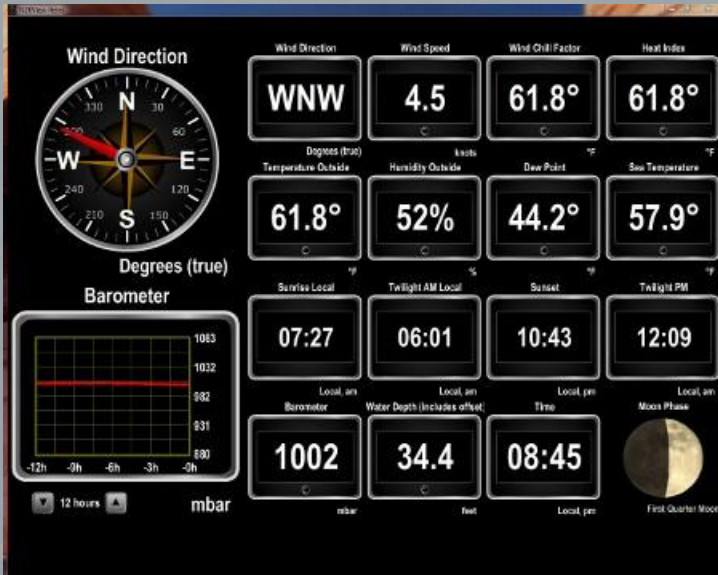 Wind Direction
N
30
60
E
120
150
S
210
240
W
300
330
Degrees (true)
Barometer
1083
1032
982
931
880
-12h -9h -6h -3h -0h
12 hours
mbar
Wind Direction
WNW
Degrees (true)
Wind Speed
4.5
knots
Wind Chill Factor
61.8°
°F
Heat Index
61.8°
°F
Temperature Outside
61.8°
°F
Humidity Outside
52%
%
Dew Point
44.2°
°F
Sea Temperature
57.9°
°F
Sunrise Local
07:27
Local, am
Twilight AM Local
06:01
Local, am
Sunset
10:43
Local, pm
Twilight PM
12:09
Local, am
Barometer
1002
mbar
Water Depth (includes offset)
34.4
feet
Time
08:45
Local, pm
Moon Phase
First Quarter Moon